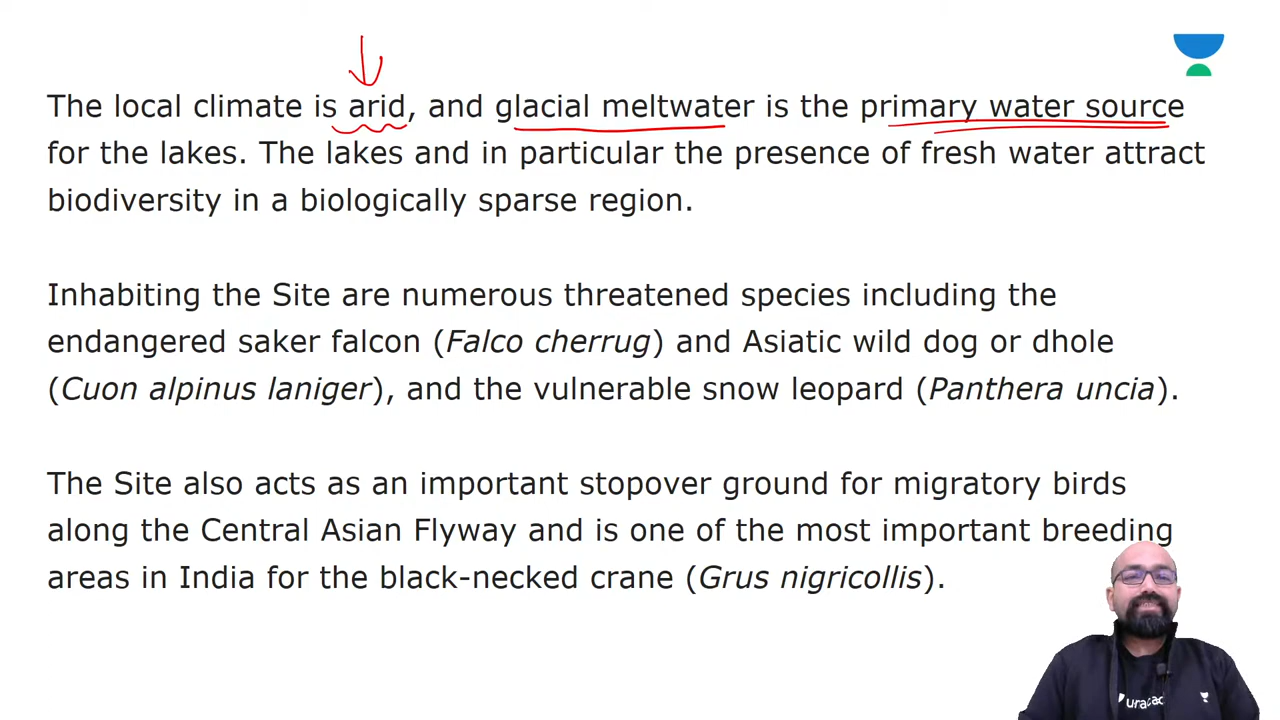 The local climate is arid, and glacial meltwater is the primary water source
for the lakes. The lakes and in particular the presence of fresh water attract
biodiversity in a biologically sparse region.
Inhabiting the Site are numerous threatened species including the
endangered saker falcon (Falco cherrug) and Asiatic wild dog or dhole
(Cuon alpinus laniger), and the vulnerable snow leopard (Panthera uncia).
The Site also acts as an important stopover ground for migratory birds
along the Central Asian Flyway and is one of the most important breeding
areas in India for the black-necked crane (Grus nigricollis).